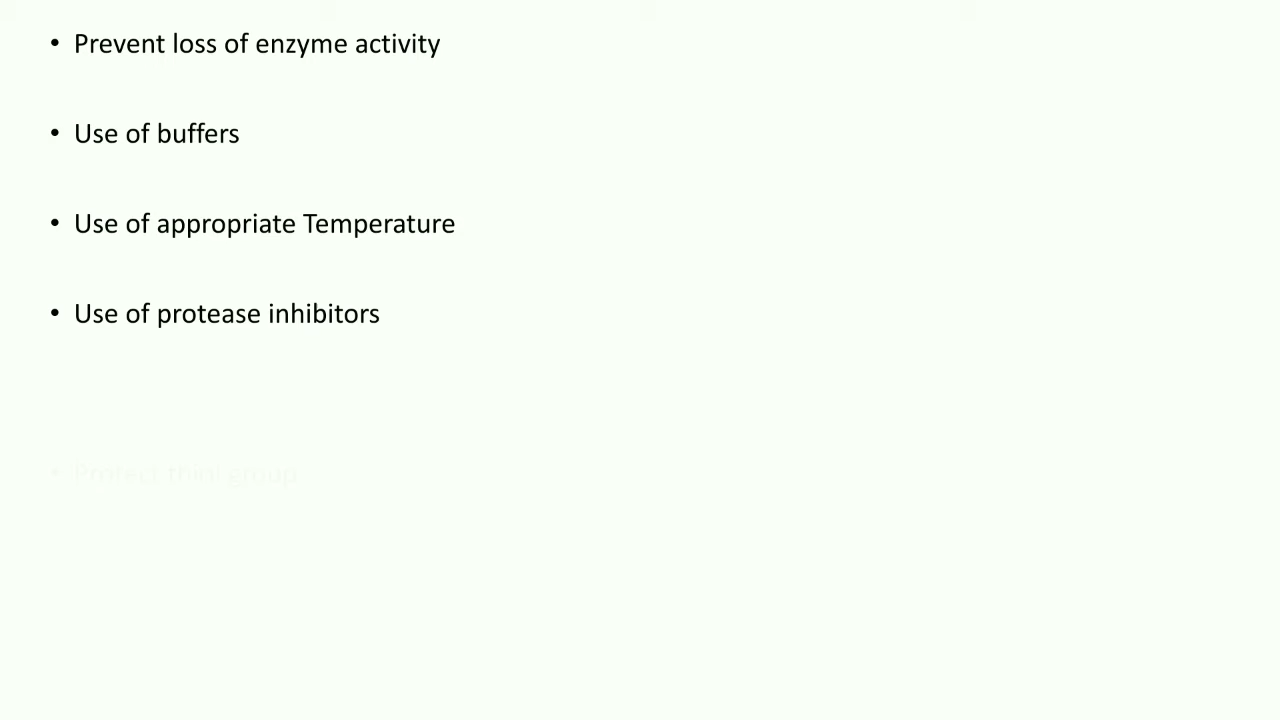 • Prevent loss of enzyme activity
• Use of buffers
• Use of appropriate Temperature
• Use of protease inhibitors
• Protect thiol group